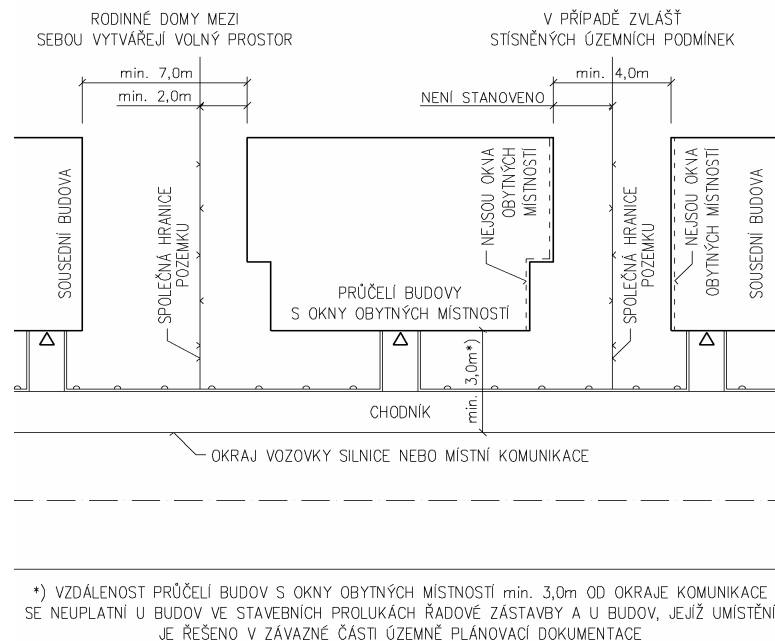 RODINNÉ DOMY MEZI
SEBOU VYTVÁŘEJÍ VOLNÝ PROSTOR
V PŘÍPADĚ ZVLÁŠŤ
STÍSNĚNÝCH ÚZEMNÍCH PODMÍNEK
min. 7,0m
min. 4,0m
min. 2,0m
NENÍ STANOVENO
SOUSEDNÍ BUDOVA
SPOLEČNÁ HRANICE
POZEMKU
NEJSOU OKNA
OBYTNÝCH
MÍSTNOSTÍ
PRŮČELÍ BUDOVY
S OKNY OBYTNÝCH MÍSTNOSTÍ
SPOLEČNÁ HRANICE
POZEMKU
NEJSOU OKNA
OBYTNÝCH MÍSTNOSTÍ
SOUSEDNÍ BUDOVA
min. 3,0m*)
CHODNÍK
OKRAJ VOZOVKY SILNICE NEBO MÍSTNÍ KOMUNIKACE
*) VZDÁLENOST PRŮČELÍ BUDOV S OKNY OBYTNÝCH MÍSTNOSTÍ min. 3,0m OD OKRAJE KOMUNIKACE
SE NEUPLATNÍ U BUDOV VE STAVEBNÍCH PROLUKÁCH ŘADOVÉ ZÁSTAVBY A U BUDOV, JEJÍŽ UMÍSTĚNÍ
JE ŘEŠENO V ZÁVAZNÉ ČÁSTI ÚZEMNĚ PLÁNOVACÍ DOKUMENTACE